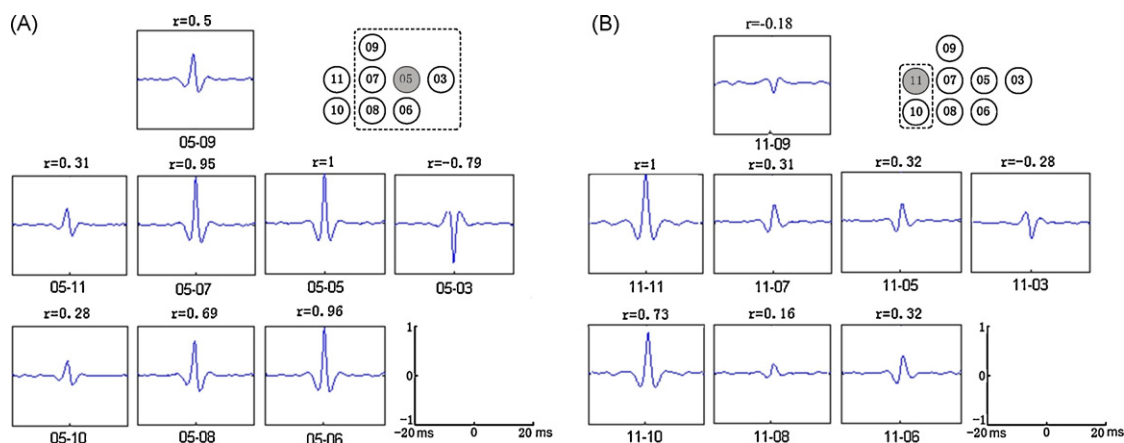 (A)
r=0.5
05-09
09
11 07 05 03
10 08 06
r=0.31 r=0.95 r=1 r=-0.79
05-11 05-07 05-05 05-03
r=0.28 r=0.69 r=0.96
05-10 05-08 05-06
1
0
-1
-20 ms 0 20 ms
(B)
r=-0.18
11-09
09
11 07 05 03
10 08 06
r=1 r=0.31 r=0.32 r=-0.28
11-11 11-07 11-05 11-03
r=0.73 r=0.16 r=0.32
11-10 11-08 11-06
1
0
-1
-20 ms 0 20 ms